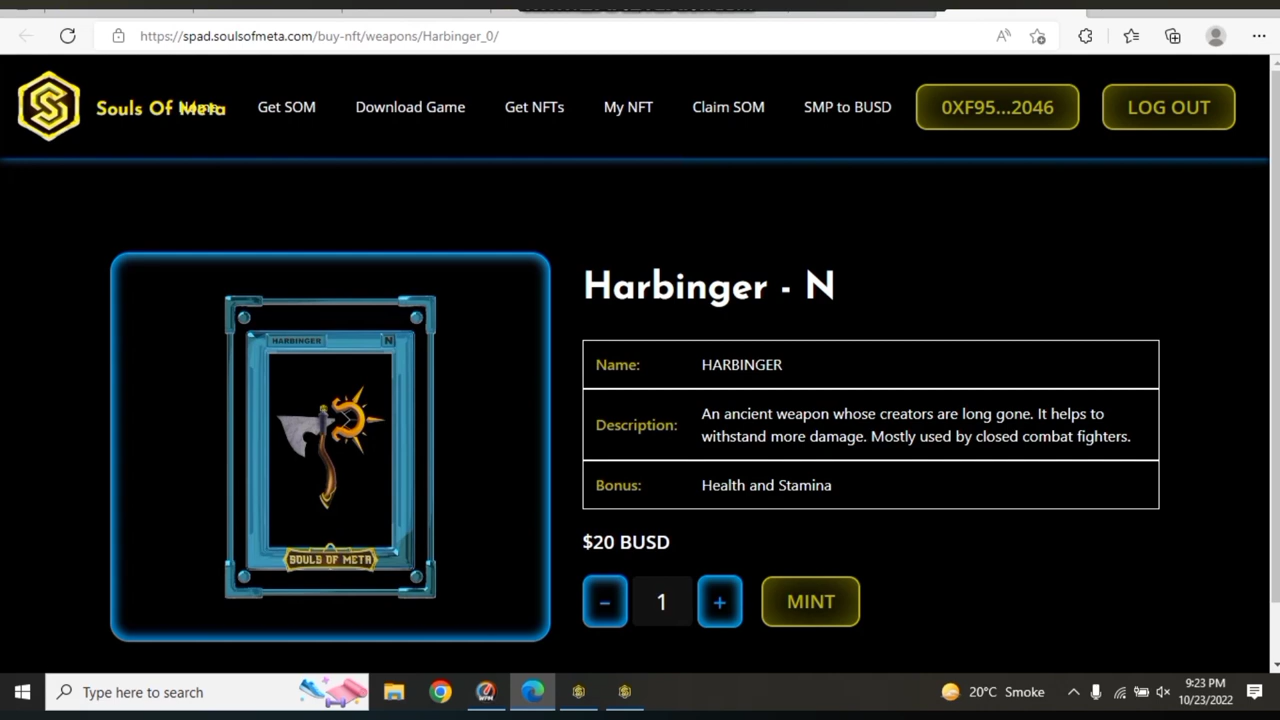 https://spad.soulsofmeta.com/buy-nft/weapons/Harbinger_0/
Souls Of Meta
Home
Get SOM
Download Game
Get NFTs
My NFT
Claim SOM
SMP to BUSD
0XF95...2046
LOG OUT
HARBINGER
N
SOULS OF META
Harbinger - N
Name:
HARBINGER
Description:
An ancient weapon whose creators are long gone. It helps to
withstand more damage. Mostly used by closed combat fighters.
Bonus:
Health and Stamina
$20 BUSD
-
1
+
MINT
Type here to search
20°C Smoke
9:23 PM
10/23/2022